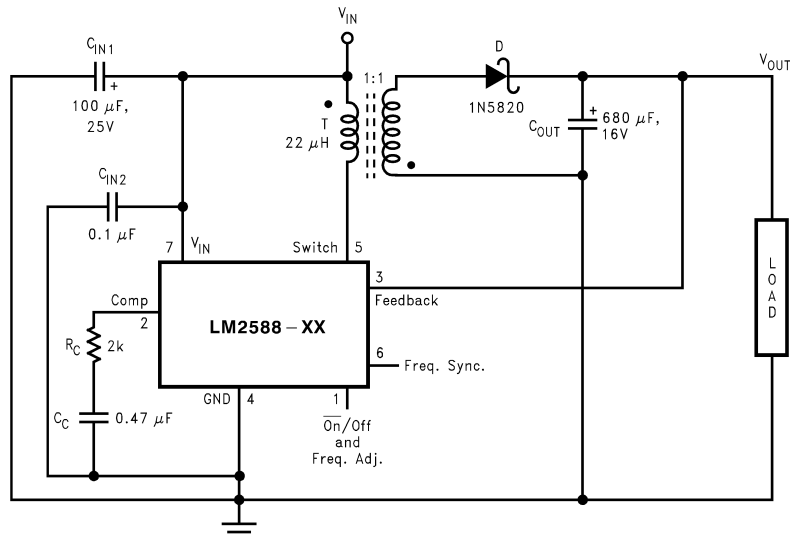 V_IN
C_IN1
+
100 μF,
25V
1:1
D
1N5820
V_OUT
T
22 μH
C_OUT
+
680 μF,
16V
C_IN2
0.1 μF
7
V_IN
Switch
5
3
Feedback
Comp
2
LM2588-XX
R_C
2k
6
Freq. Sync.
LOAD
C_C
0.47 μF
GND
4
1
O̅n̅/Off
and
Freq. Adj.